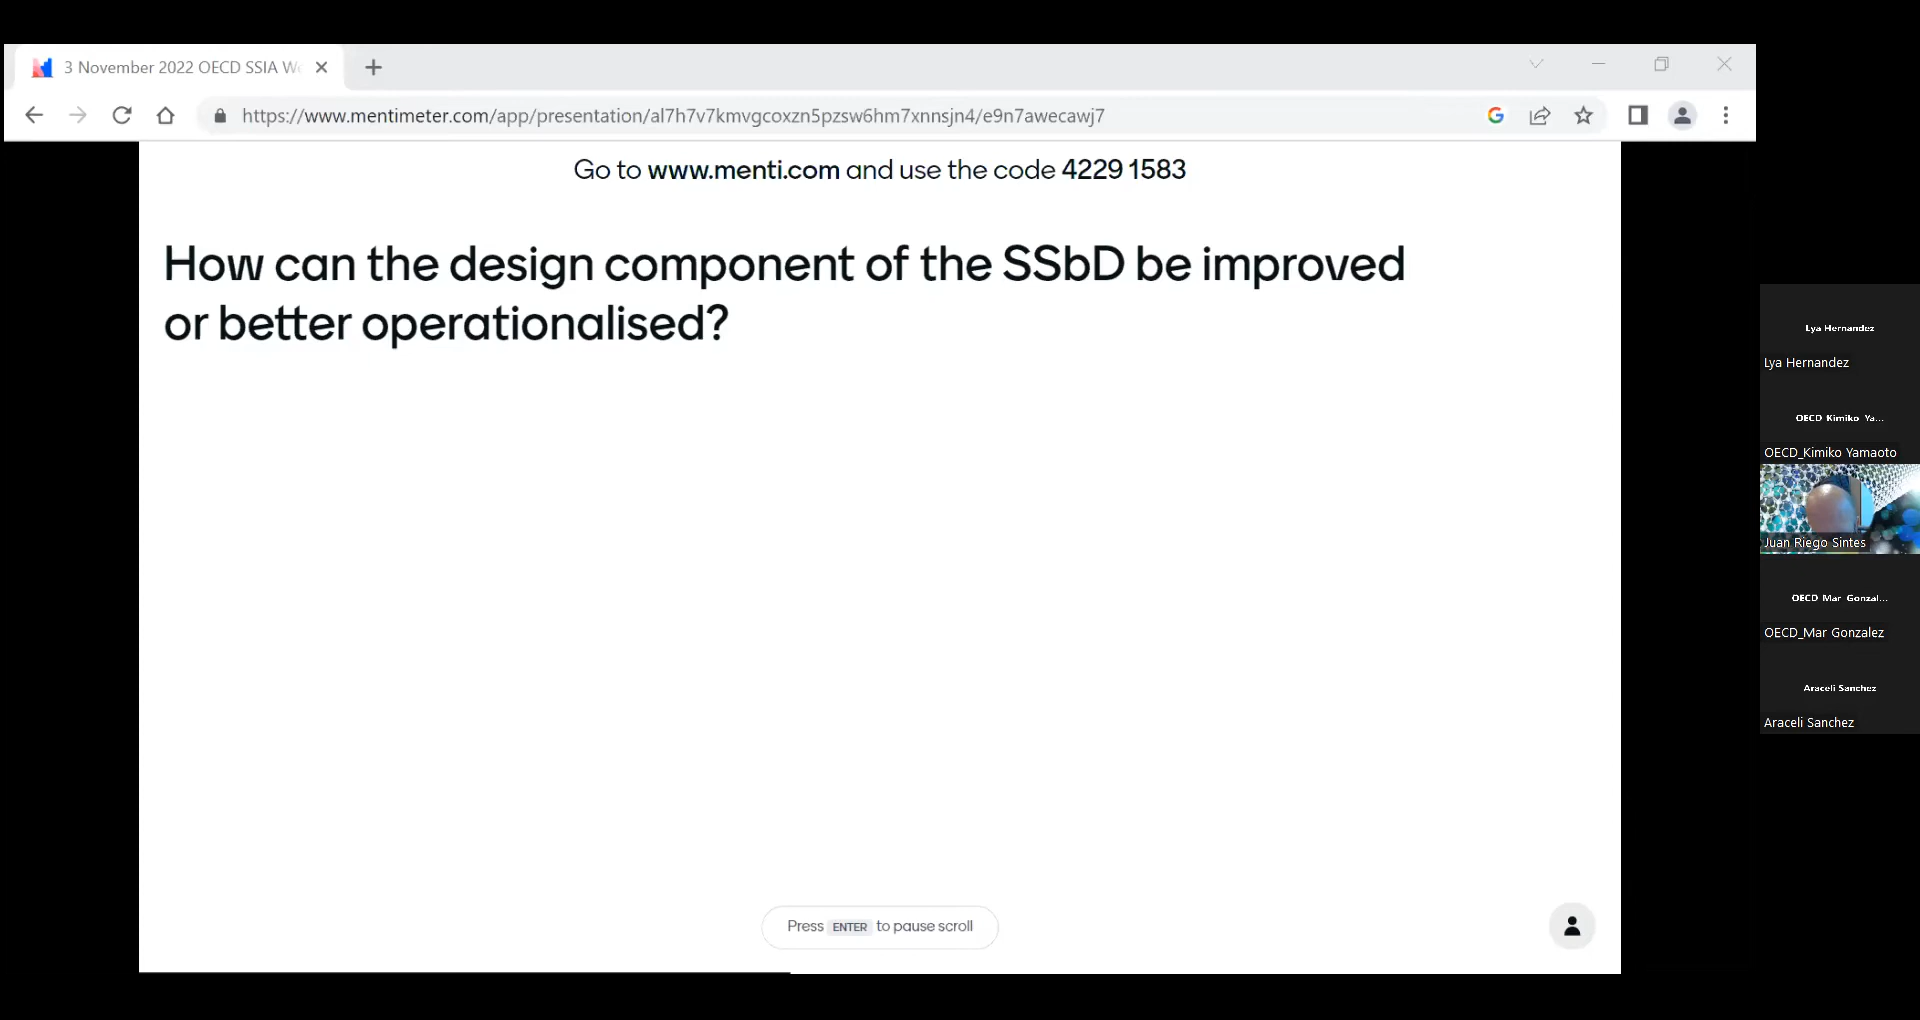 3 November 2022 OECD SSIA We
https://www.mentimeter.com/app/presentation/al7h7v7kmvgcoxzn5pzsw6hm7xnnsjn4/e9n7awecawj7
Go to www.menti.com and use the code 4229 1583
How can the design component of the SSbD be improved
or better operationalised?
Press ENTER to pause scroll
Lya Hernandez
Lya Hernandez
OECD Kimiko Ya...
OECD_Kimiko Yamaoto
Juan Riego Sintes
OECD Mar Gonzal...
OECD_Mar Gonzalez
Araceli Sanchez
Araceli Sanchez